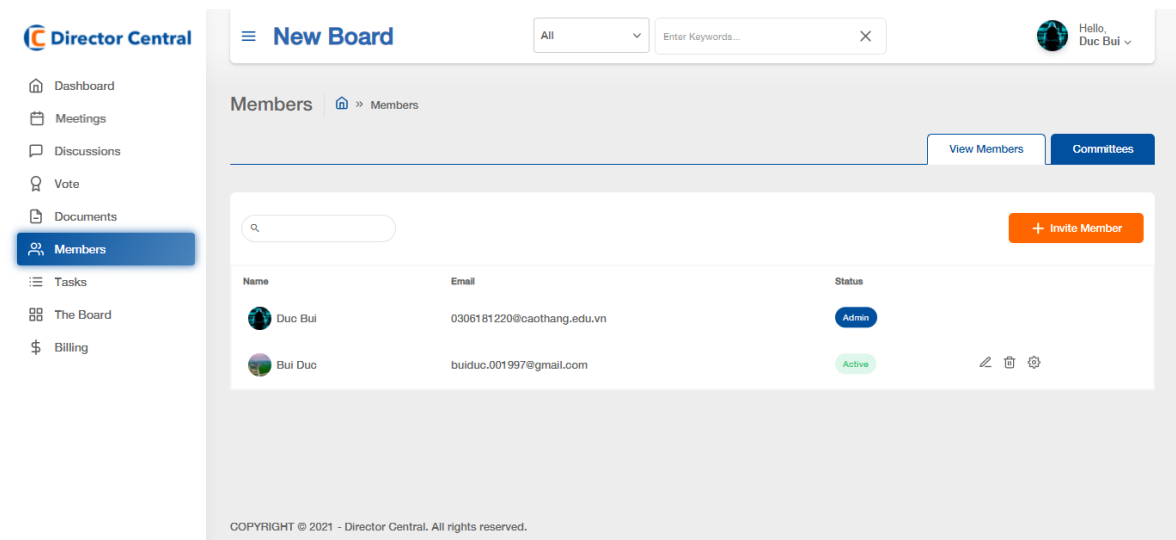 Director Central
New Board
All
Enter Keywords...
Hello,
Duc Bui
Dashboard
Meetings
Discussions
Vote
Documents
Members
Tasks
The Board
Billing
Members
» Members
View Members
Committees
+ Invite Member
Name Email Status
Duc Bui 0306181220@caothang.edu.vn Admin
Bui Duc buiduc.001997@gmail.com Active
COPYRIGHT © 2021 - Director Central. All rights reserved.